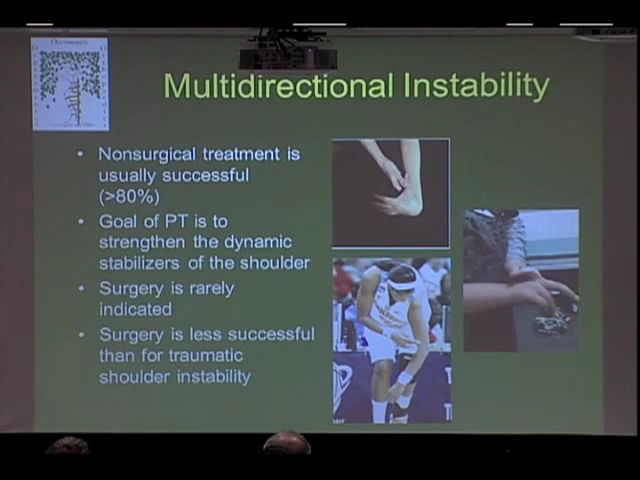 Multidirectional Instability
• Nonsurgical treatment is
usually successful
(>80%)
• Goal of PT is to
strengthen the dynamic
stabilizers of the shoulder
• Surgery is rarely
indicated
• Surgery is less successful
than for traumatic
shoulder instability